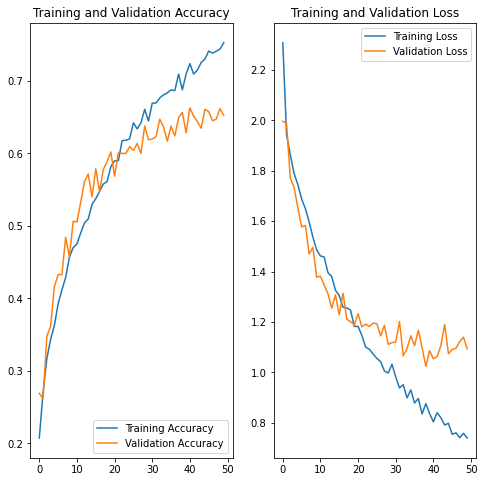 Training and Validation Accuracy
0.7
0.6
0.5
0.4
0.3
0.2
0 10 20 30 40 50
Training Accuracy
Validation Accuracy
Training and Validation Loss
2.2
2.0
1.8
1.6
1.4
1.2
1.0
0.8
0 10 20 30 40 50
Training Loss
Validation Loss